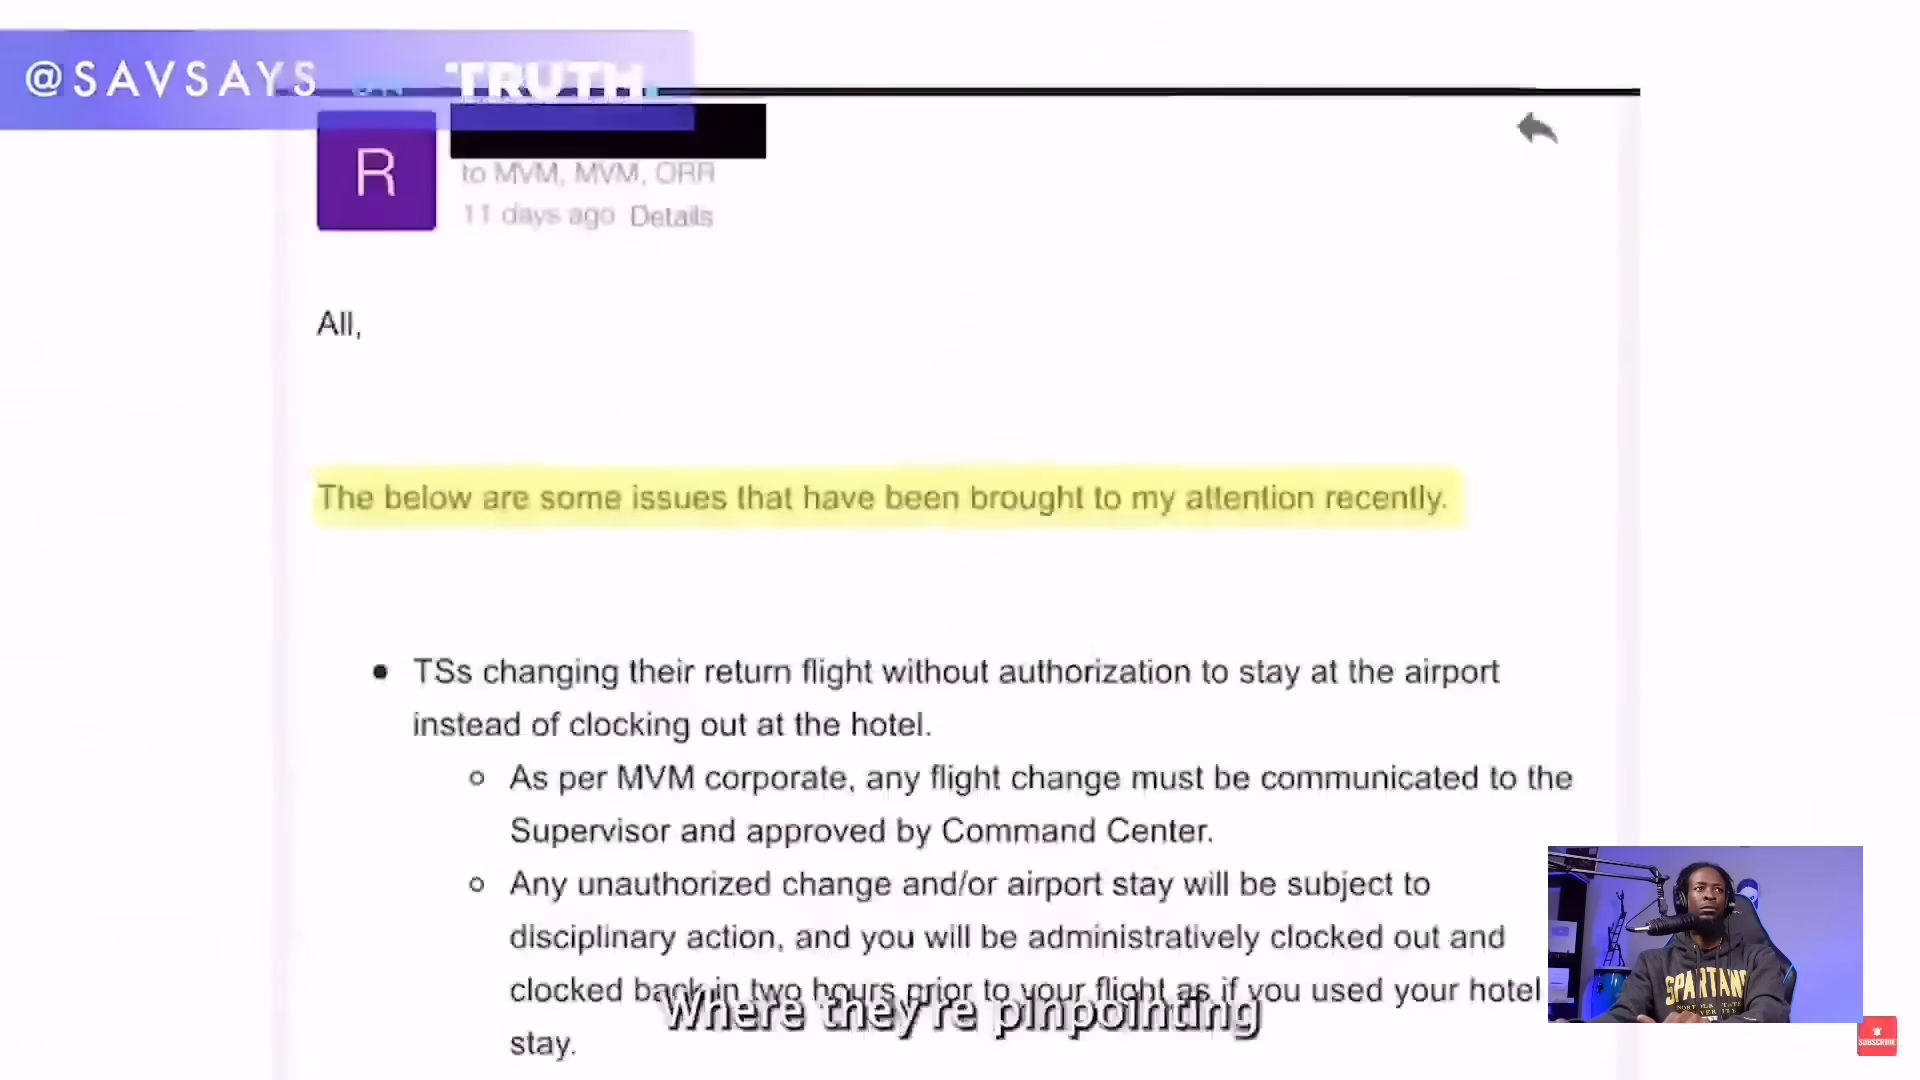 @SAVSAYS ON TRUTH.
R
to MVM, MVM, ORR
11 days ago Details
All,
The below are some issues that have been brought to my attention recently.
• TSs changing their return flight without authorization to stay at the airport
instead of clocking out at the hotel.
o As per MVM corporate, any flight change must be communicated to the
Supervisor and approved by Command Center.
o Any unauthorized change and/or airport stay will be subject to
disciplinary action, and you will be administratively clocked out and
clocked back in two hours prior to your flight as if you used your hotel
stay.
Where they're pinpointing
SPARTANS
SUBSCRIBE